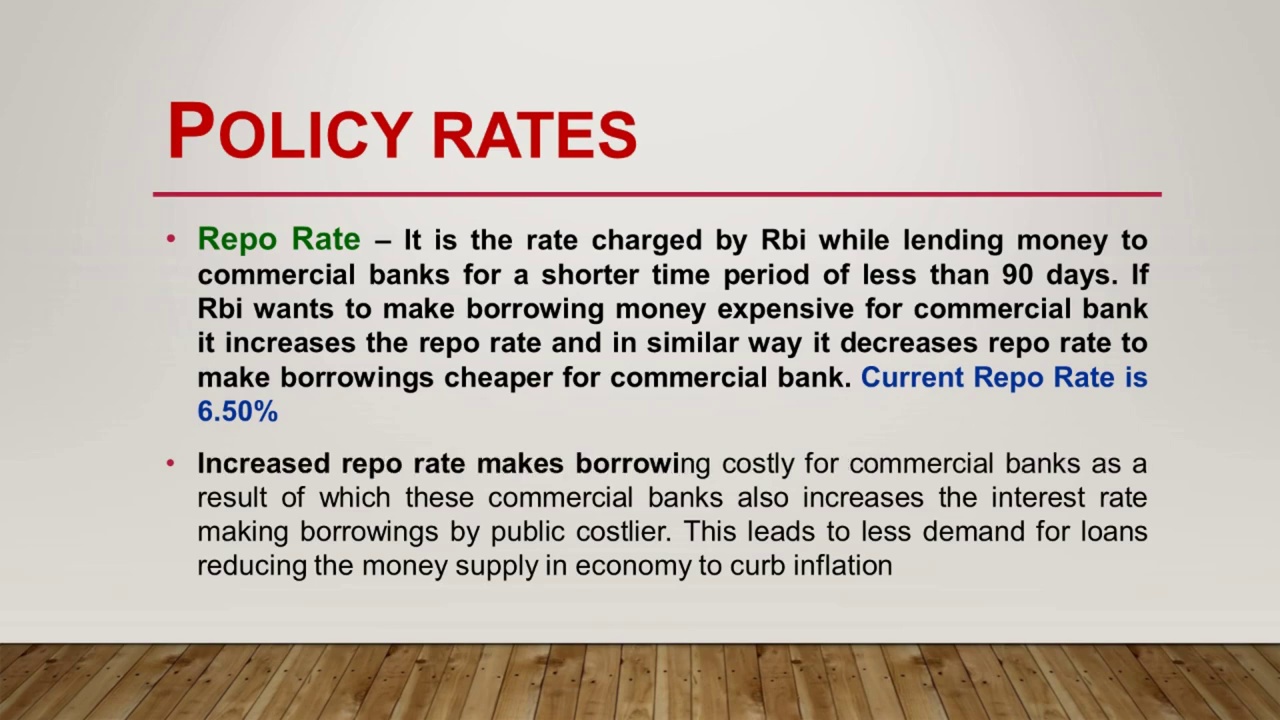 POLICY RATES
• Repo Rate – It is the rate charged by Rbi while lending money to
commercial banks for a shorter time period of less than 90 days. If
Rbi wants to make borrowing money expensive for commercial bank
it increases the repo rate and in similar way it decreases repo rate to
make borrowings cheaper for commercial bank. Current Repo Rate is
6.50%
• Increased repo rate makes borrowing costly for commercial banks as a
result of which these commercial banks also increases the interest rate
making borrowings by public costlier. This leads to less demand for loans
reducing the money supply in economy to curb inflation